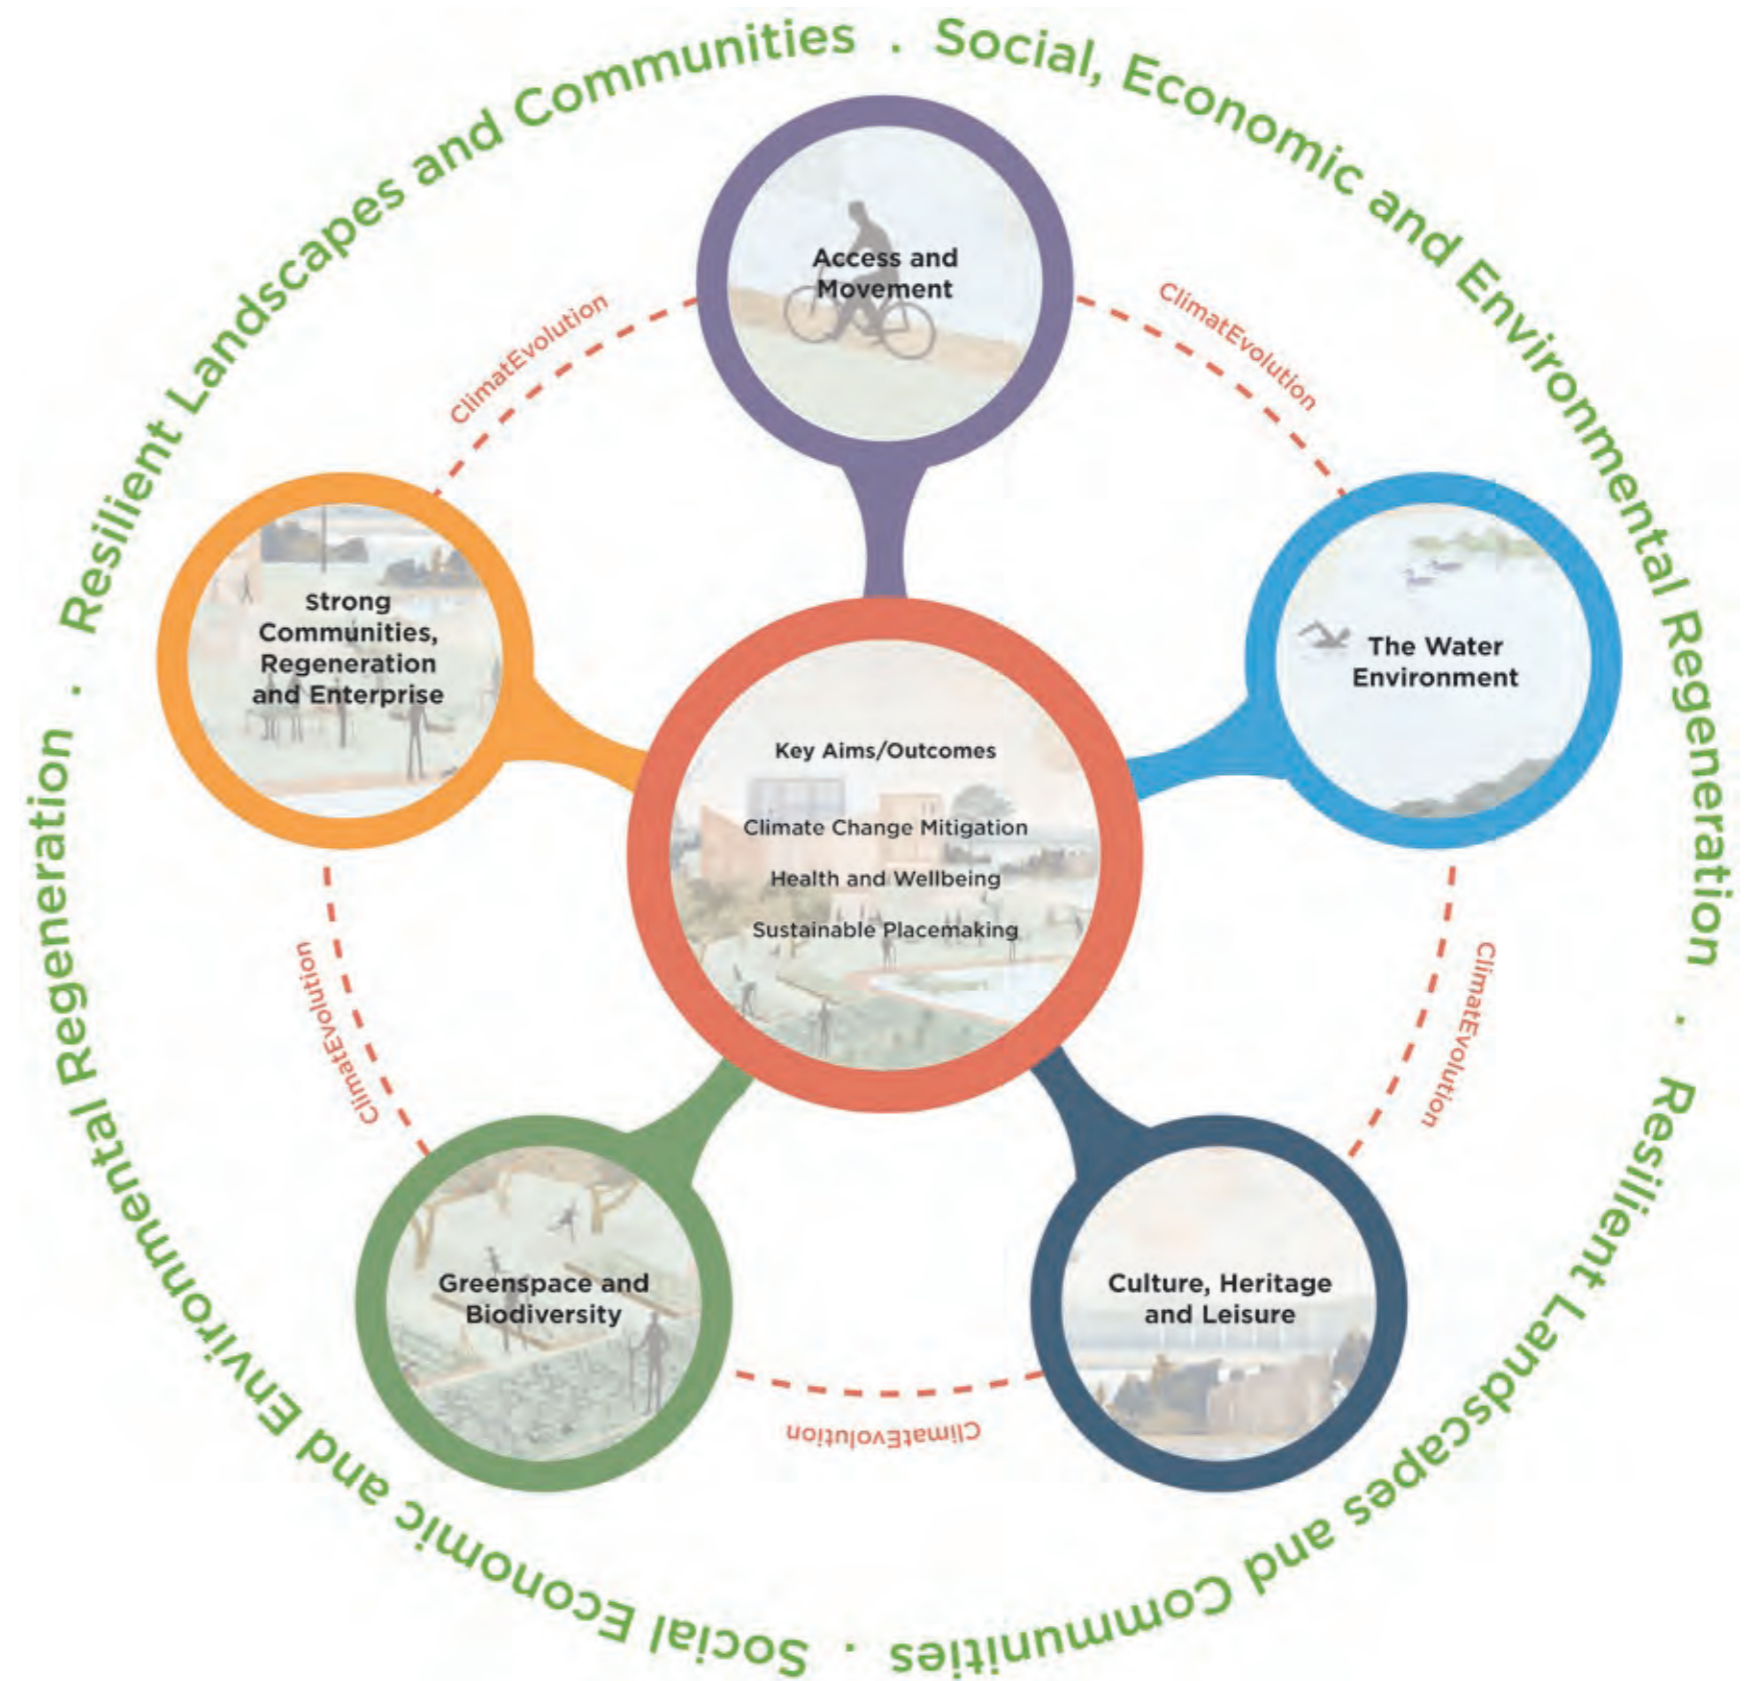 Resilient Landscapes and Communities . Social, Economic and Environmental Regeneration . Resilient Landscapes and Communities . Social Economic and Environmental Regeneration .
Access and
Movement
ClimatEvolution
ClimatEvolution
Strong
Communities,
Regeneration
and Enterprise
The Water
Environment
Key Aims/Outcomes
Climate Change Mitigation
Health and Wellbeing
Sustainable Placemaking
ClimatEvolution
ClimatEvolution
Greenspace and
Biodiversity
Culture, Heritage
and Leisure
ClimatEvolution